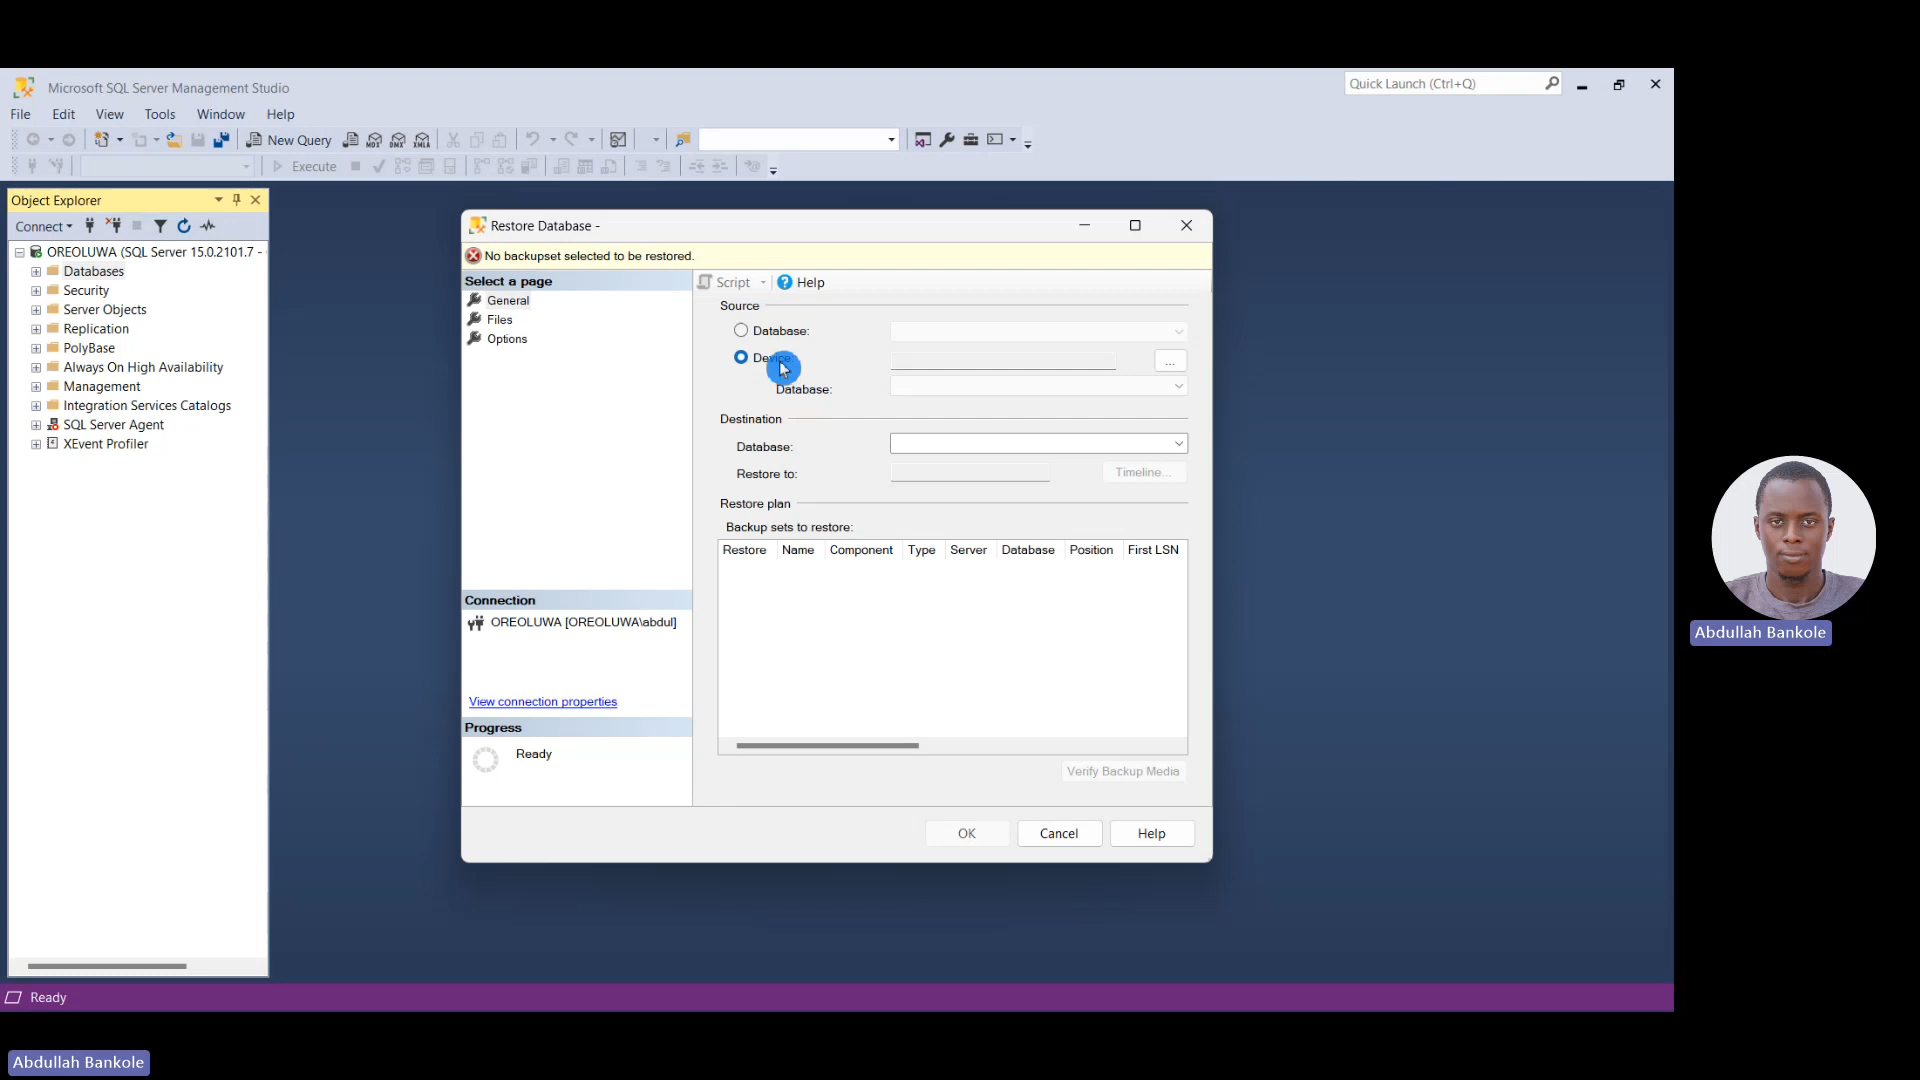 Microsoft SQL Server Management Studio
Quick Launch (Ctrl+Q)
File Edit View Tools Window Help
New Query MDX DMX XMLA
Execute
Object Explorer
Connect
OREOLUWA (SQL Server 15.0.2101.7 -
Databases
Security
Server Objects
Replication
PolyBase
Always On High Availability
Management
Integration Services Catalogs
SQL Server Agent
XEvent Profiler
Restore Database -
No backupset selected to be restored.
Select a page
General
Files
Options
Connection
OREOLUWA [OREOLUWA\abdul]
View connection properties
Progress
Ready
Script Help
Source
Database:
Device:
...
Database:
Destination
Database:
Restore to:
Timeline...
Restore plan
Backup sets to restore:
Restore Name Component Type Server Database Position First LSN
Verify Backup Media
OK Cancel Help
Ready
Abdullah Bankole
Abdullah Bankole